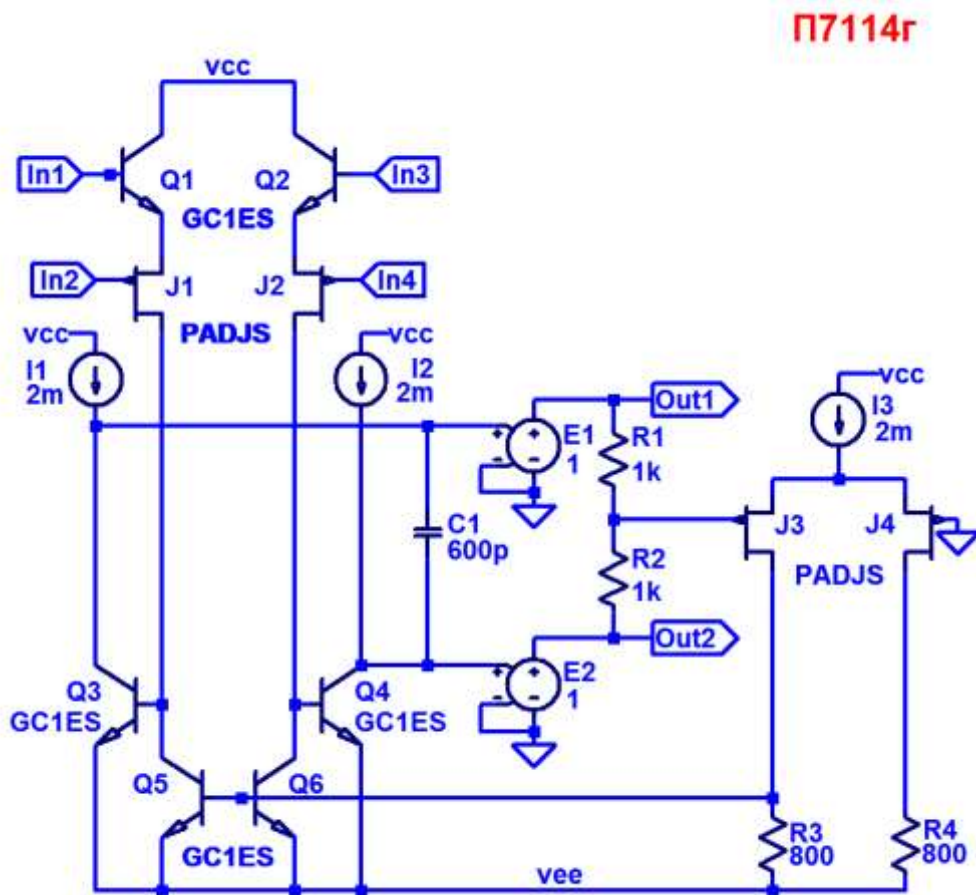 П7114г
vcc
In1
Q1
Q2
In3
GC1ES
In2
J1
J2
In4
PADJS
vcc
I1
2m
vcc
I2
2m
E1
1
Out1
R1
1k
vcc
I3
2m
C1
600p
R2
1k
J3
J4
PADJS
Out2
E2
1
Q3
GC1ES
Q4
GC1ES
Q5
Q6
GC1ES
R3
800
R4
800
vee